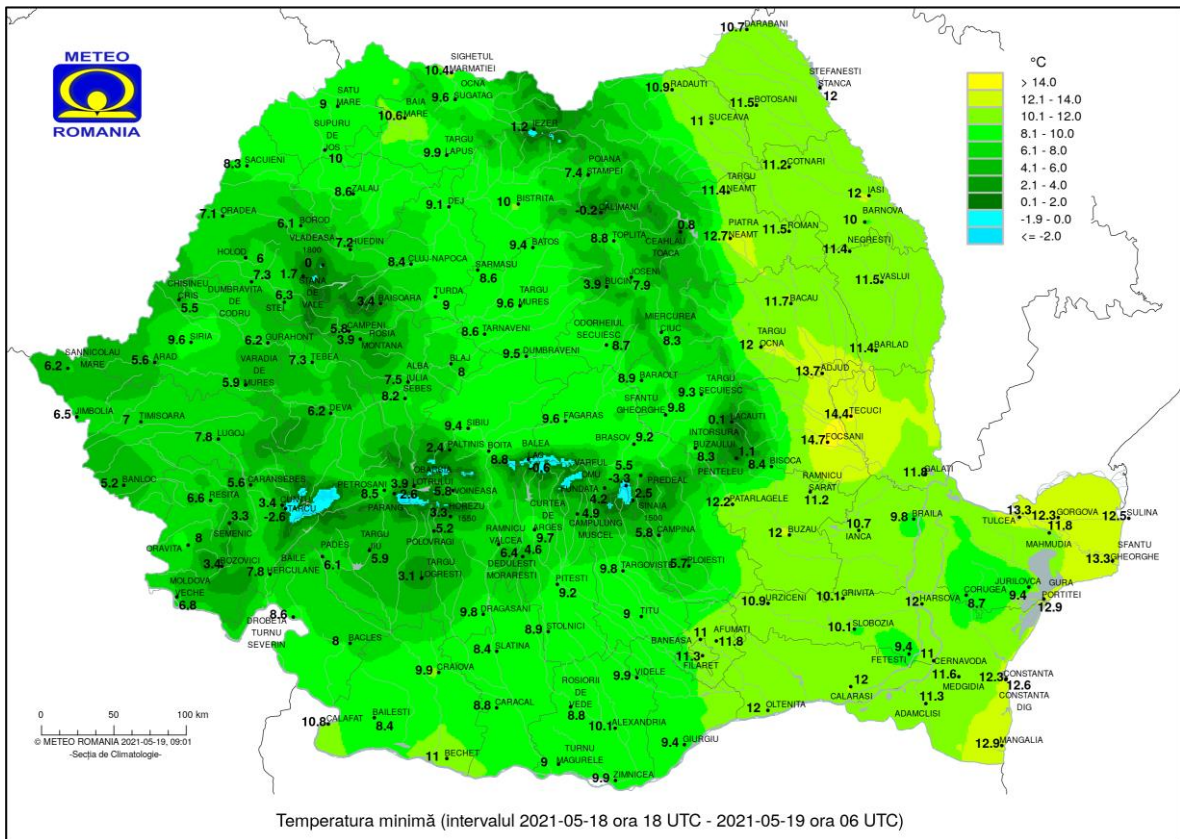 METEO
ROMANIA
°C
> 14.0
12.1 - 14.0
10.1 - 12.0
8.1 - 10.0
6.1 - 8.0
4.1 - 6.0
2.1 - 4.0
0.1 - 2.0
-1.9 - 0.0
<= -2.0
10.7 DARABANI
SIGHETUL
10.4 MARMATIEI
OCNA
9.6 SUGATAG
SATU
9 MARE
BAIA
10.6 MARE
10.9 RADAUTI
STEFANESTI
STANCA
12
11.5 BOTOSANI
11 SUCEAVA
1.2 IEZER
SUPURU
DE
JOS
10
TARGU
9.9 LAPUS
8.3 SACUIENI
POIANA
7.4 STAMPEI
11.2 COTNARI
8.6 ZALAU
TARGU
11.4 NEAMT
12 IASI
7.1 ORADEA
9.1 DEJ
10 BISTRITA
-0.2 CALIMANI
10 BARNOVA
6.1 BOROD
VLADEASA
1800
0
7.2 HUEDIN
9.4 BATOS
8.8 TOPLITA
0.8
CEAHLAU
TOACA
PIATRA
12.7 NEAMT
11.5 ROMAN
NEGRESTI
11.4
HOLOD 6
8.4 CLUJ-NAPOCA
SARMASU
8.6
JOSENI
7.9
3.9 BUCIN
11.5 VASLUI
7.3
DUMBRAVITA
DE
CODRU
1.7
STANA
DE
VALE
CHISINEU
CRIS
5.5
6.3
STEI
3.4 BAISOARA
TURDA
9
TARGU
9.6 MURES
11.7 BACAU
5.8 CAMPENI
3.9 ROSIA
MONTANA
8.6 TARNAVENI
ODORHEIUL
SECUIESC
8.7
MIERCUREA
CIUC
8.3
9.6 SIRIA
6.2 GURAHONT
TARGU
12 OCNA
11.4 BARLAD
SANNICOLAU
6.2 MARE
5.6 ARAD
VARADIA
DE
5.9 MURES
7.3 TEBEA
9.5 DUMBRAVENI
BLAJ
8
13.7 ADJUD
ALBA
7.5 IULIA
8.2 SEBES
8.9 BARAOLT
TARGU
9.3 SECUIESC
6.5 JIMBOLIA
7 TIMISOARA
6.2 DEVA
9.6 FAGARAS
SFANTU
GHEORGHE 9.8
0.1 LACAUTI
14.4 TECUCI
7.8 LUGOJ
9.4 SIBIU
BRASOV 9.2
INTORSURA
BUZAULUI
8.3
14.7 FOCSANI
2.4 PALTINIS
BOITA
8.8
BALEA
LAC
-0.6
VARFUL
OMU
-3.3
5.5
PREDEAL
1.1
PENTELEU
8.4 BISOCA
11.8 GALATI
5.2 BANLOC
5.6 CARANSEBES
6.6 RESITA
PETROSANI
8.5
3.9
OBARSIA
LOTRULUI
5.8 VOINEASA
FUNDATA
4.2
2.5
SINAIA
1500
RAMNICU
SARAT
11.2
12.2 PATARLAGELE
3.4 CUNTU
TARCU
-2.6
-2.6
PARANG
3.3 HOREZU
1550
5.2
POLOVRAGI
CURTEA
DE
ARGES
9.7
4.9
CAMPULUNG
MUSCEL
5.8 CAMPINA
3.3
SEMENIC
8
ORAVITA
RAMNICU
VALCEA
6.4 4.6
DEDULESTI
MORARESTI
12 BUZAU
10.7
IANCA
9.8 BRAILA
13.3
TULCEA
12.3 GORGOVA
11.8
MAHMUDIA
12.5 SULINA
SFANTU
13.3 GHEORGHE
3.4 BOZOVICI
BAILE
7.8 HERCULANE
PADES
6.1
TARGU
JIU
5.9
TARGU
3.1 LOGRESTI
9.8 TARGOVISTE
5.7 PLOIESTI
MOLDOVA
VECHE
6.8
PITESTI
9.2
10.9 URZICENI
10.1 GRIVITA
12 HARSOVA
CORUGEA
8.7
JURILOVCA
9.4
GURA
PORTITEI
12.9
8.6
DROBETA
TURNU
SEVERIN
8 BACLES
9.8 DRAGASANI
8.9 STOLNICI
9 TITU
10.1 SLOBOZIA
BANEASA 11
AFUMATI
11.8
11.3
FILARET
8.4 SLATINA
9.4
FETESTI
11
CERNAVODA
9.9 CRAIOVA
9.9 VIDELE
11.6
MEDGIDIA
12.3 CONSTANTA
12.6
CONSTANTA
DIG
ROSIORII
DE
VEDE
8.8
8.8 CARACAL
12
CALARASI
11.3
ADAMCLISI
10.8 CALAFAT
BAILESTI
8.4
10.1 ALEXANDRIA
12 OLTENITA
9.4 GIURGIU
12.9 MANGALIA
11 BECHET
TURNU
9 MAGURELE
9.9 ZIMNICEA
0 50 100 km
© METEO ROMANIA 2021-05-19, 09:01
-Secția de Climatologie-
Temperatura minimă (intervalul 2021-05-18 ora 18 UTC - 2021-05-19 ora 06 UTC)